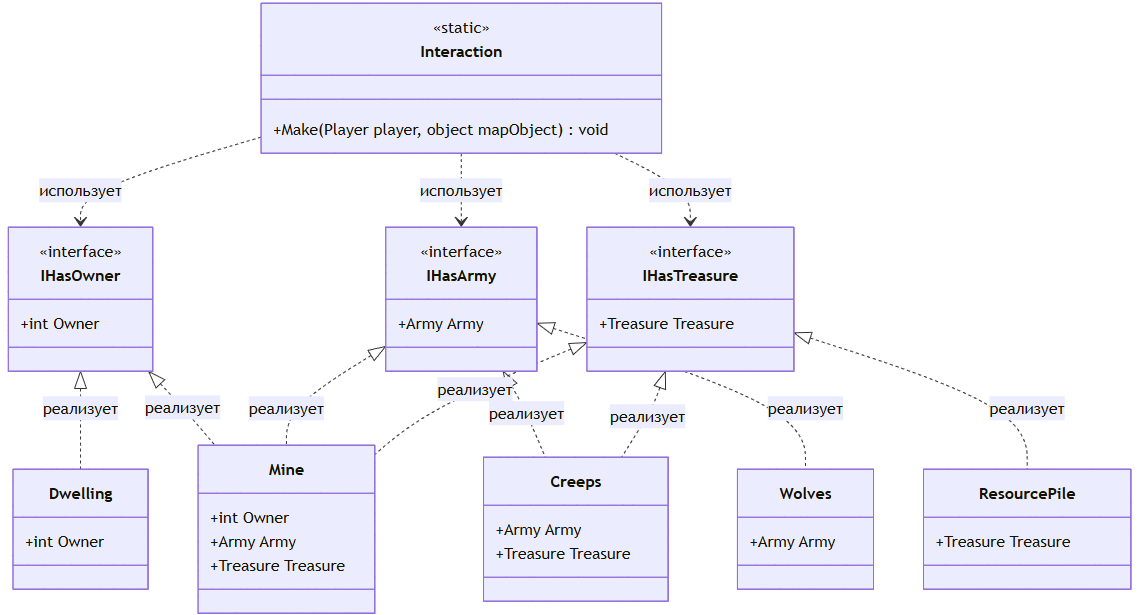 «static»
Interaction
+Make(Player player, object mapObject) : void
использует
использует
использует
«interface»
IHasOwner
+int Owner
«interface»
IHasArmy
+Army Army
«interface»
IHasTreasure
+Treasure Treasure
реализует
реализует
реализует
реализует
реализует
реализует
реализует
реализует
Dwelling
+int Owner
Mine
+int Owner
+Army Army
+Treasure Treasure
Creeps
+Army Army
+Treasure Treasure
Wolves
+Army Army
ResourcePile
+Treasure Treasure